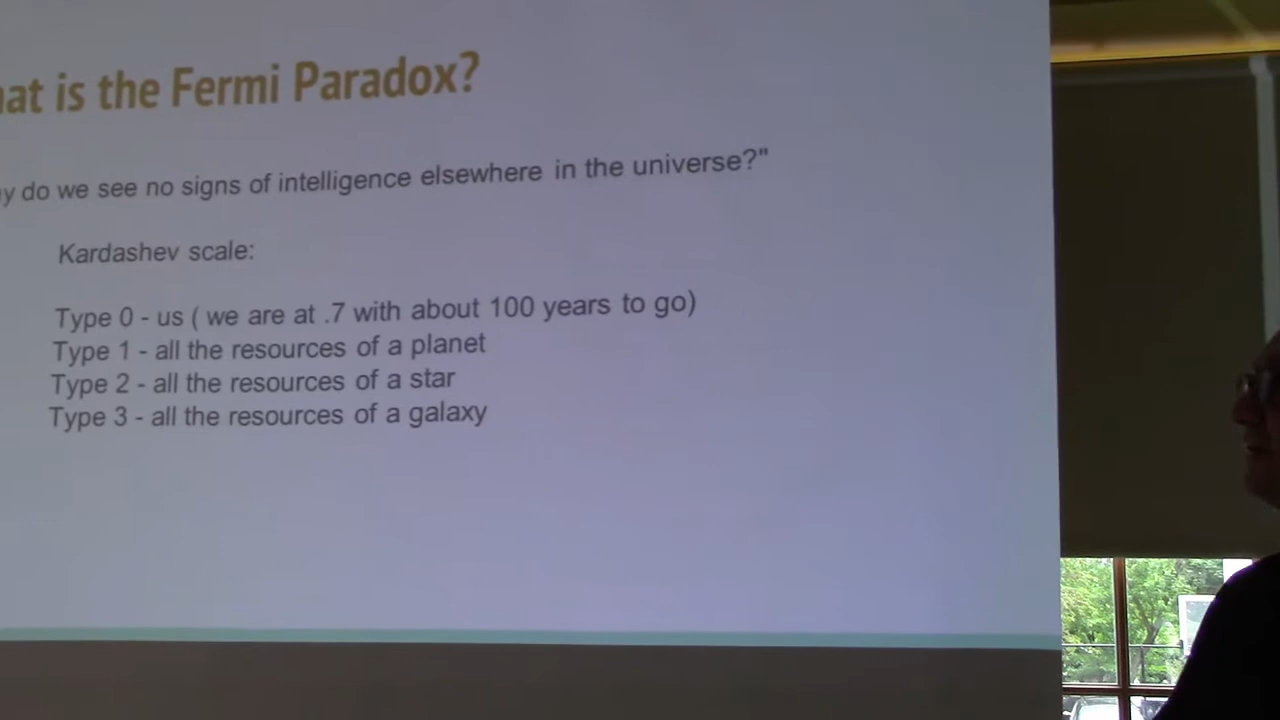 at is the Fermi Paradox?
y do we see no signs of intelligence elsewhere in the universe?"
Kardashev scale:
Type 0 - us ( we are at .7 with about 100 years to go)
Type 1 - all the resources of a planet
Type 2 - all the resources of a star
Type 3 - all the resources of a galaxy